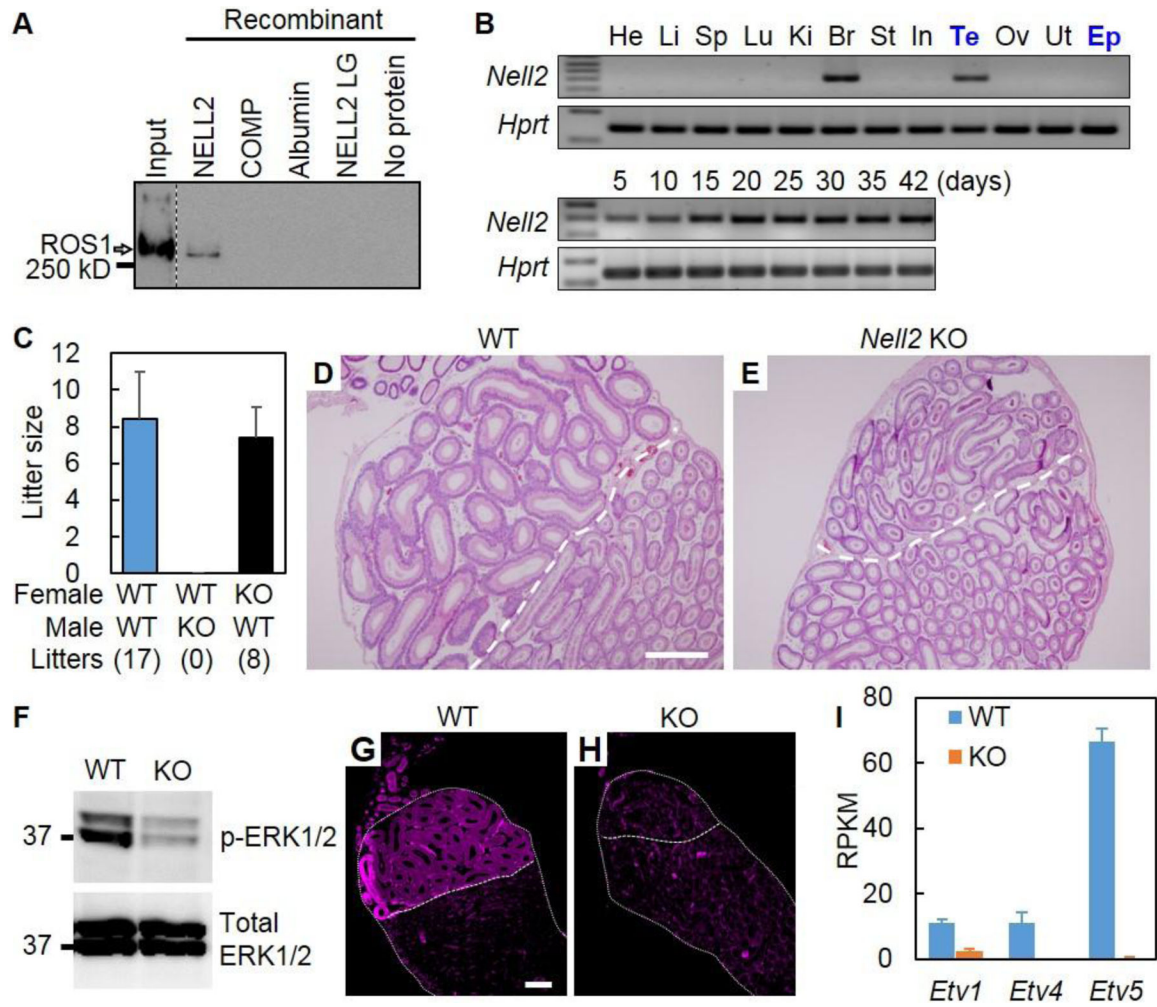 A
Recombinant
Input
NELL2
COMP
Albumin
NELL2 LG
No protein
ROS1
250 kD
B
He Li Sp Lu Ki Br St In Te Ov Ut Ep
Nell2
Hprt
5 10 15 20 25 30 35 42 (days)
Nell2
Hprt
C
12
10
8
6
4
2
0
Litter size
Female WT WT KO
Male WT KO WT
Litters (17) (0) (8)
WT
D
Nell2 KO
E
F
WT KO
37
p-ERK1/2
37
Total
ERK1/2
WT
G
KO
H
I
80
60
40
20
0
RPKM
WT
KO
Etv1 Etv4 Etv5